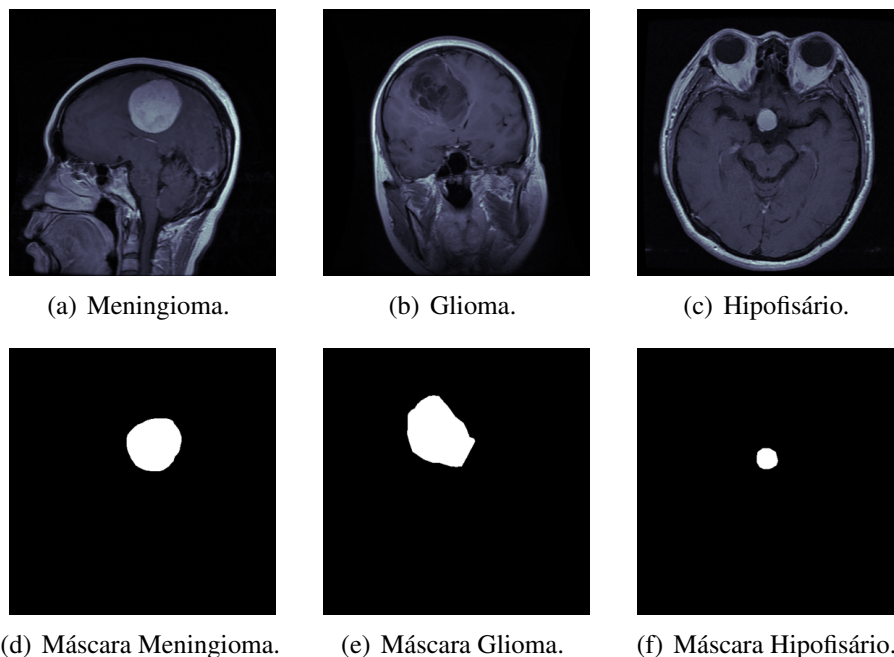 (a) Meningioma.
(b) Glioma.
(c) Hipofisário.
(d) Máscara Meningioma.
(e) Máscara Glioma.
(f) Máscara Hipofisário.